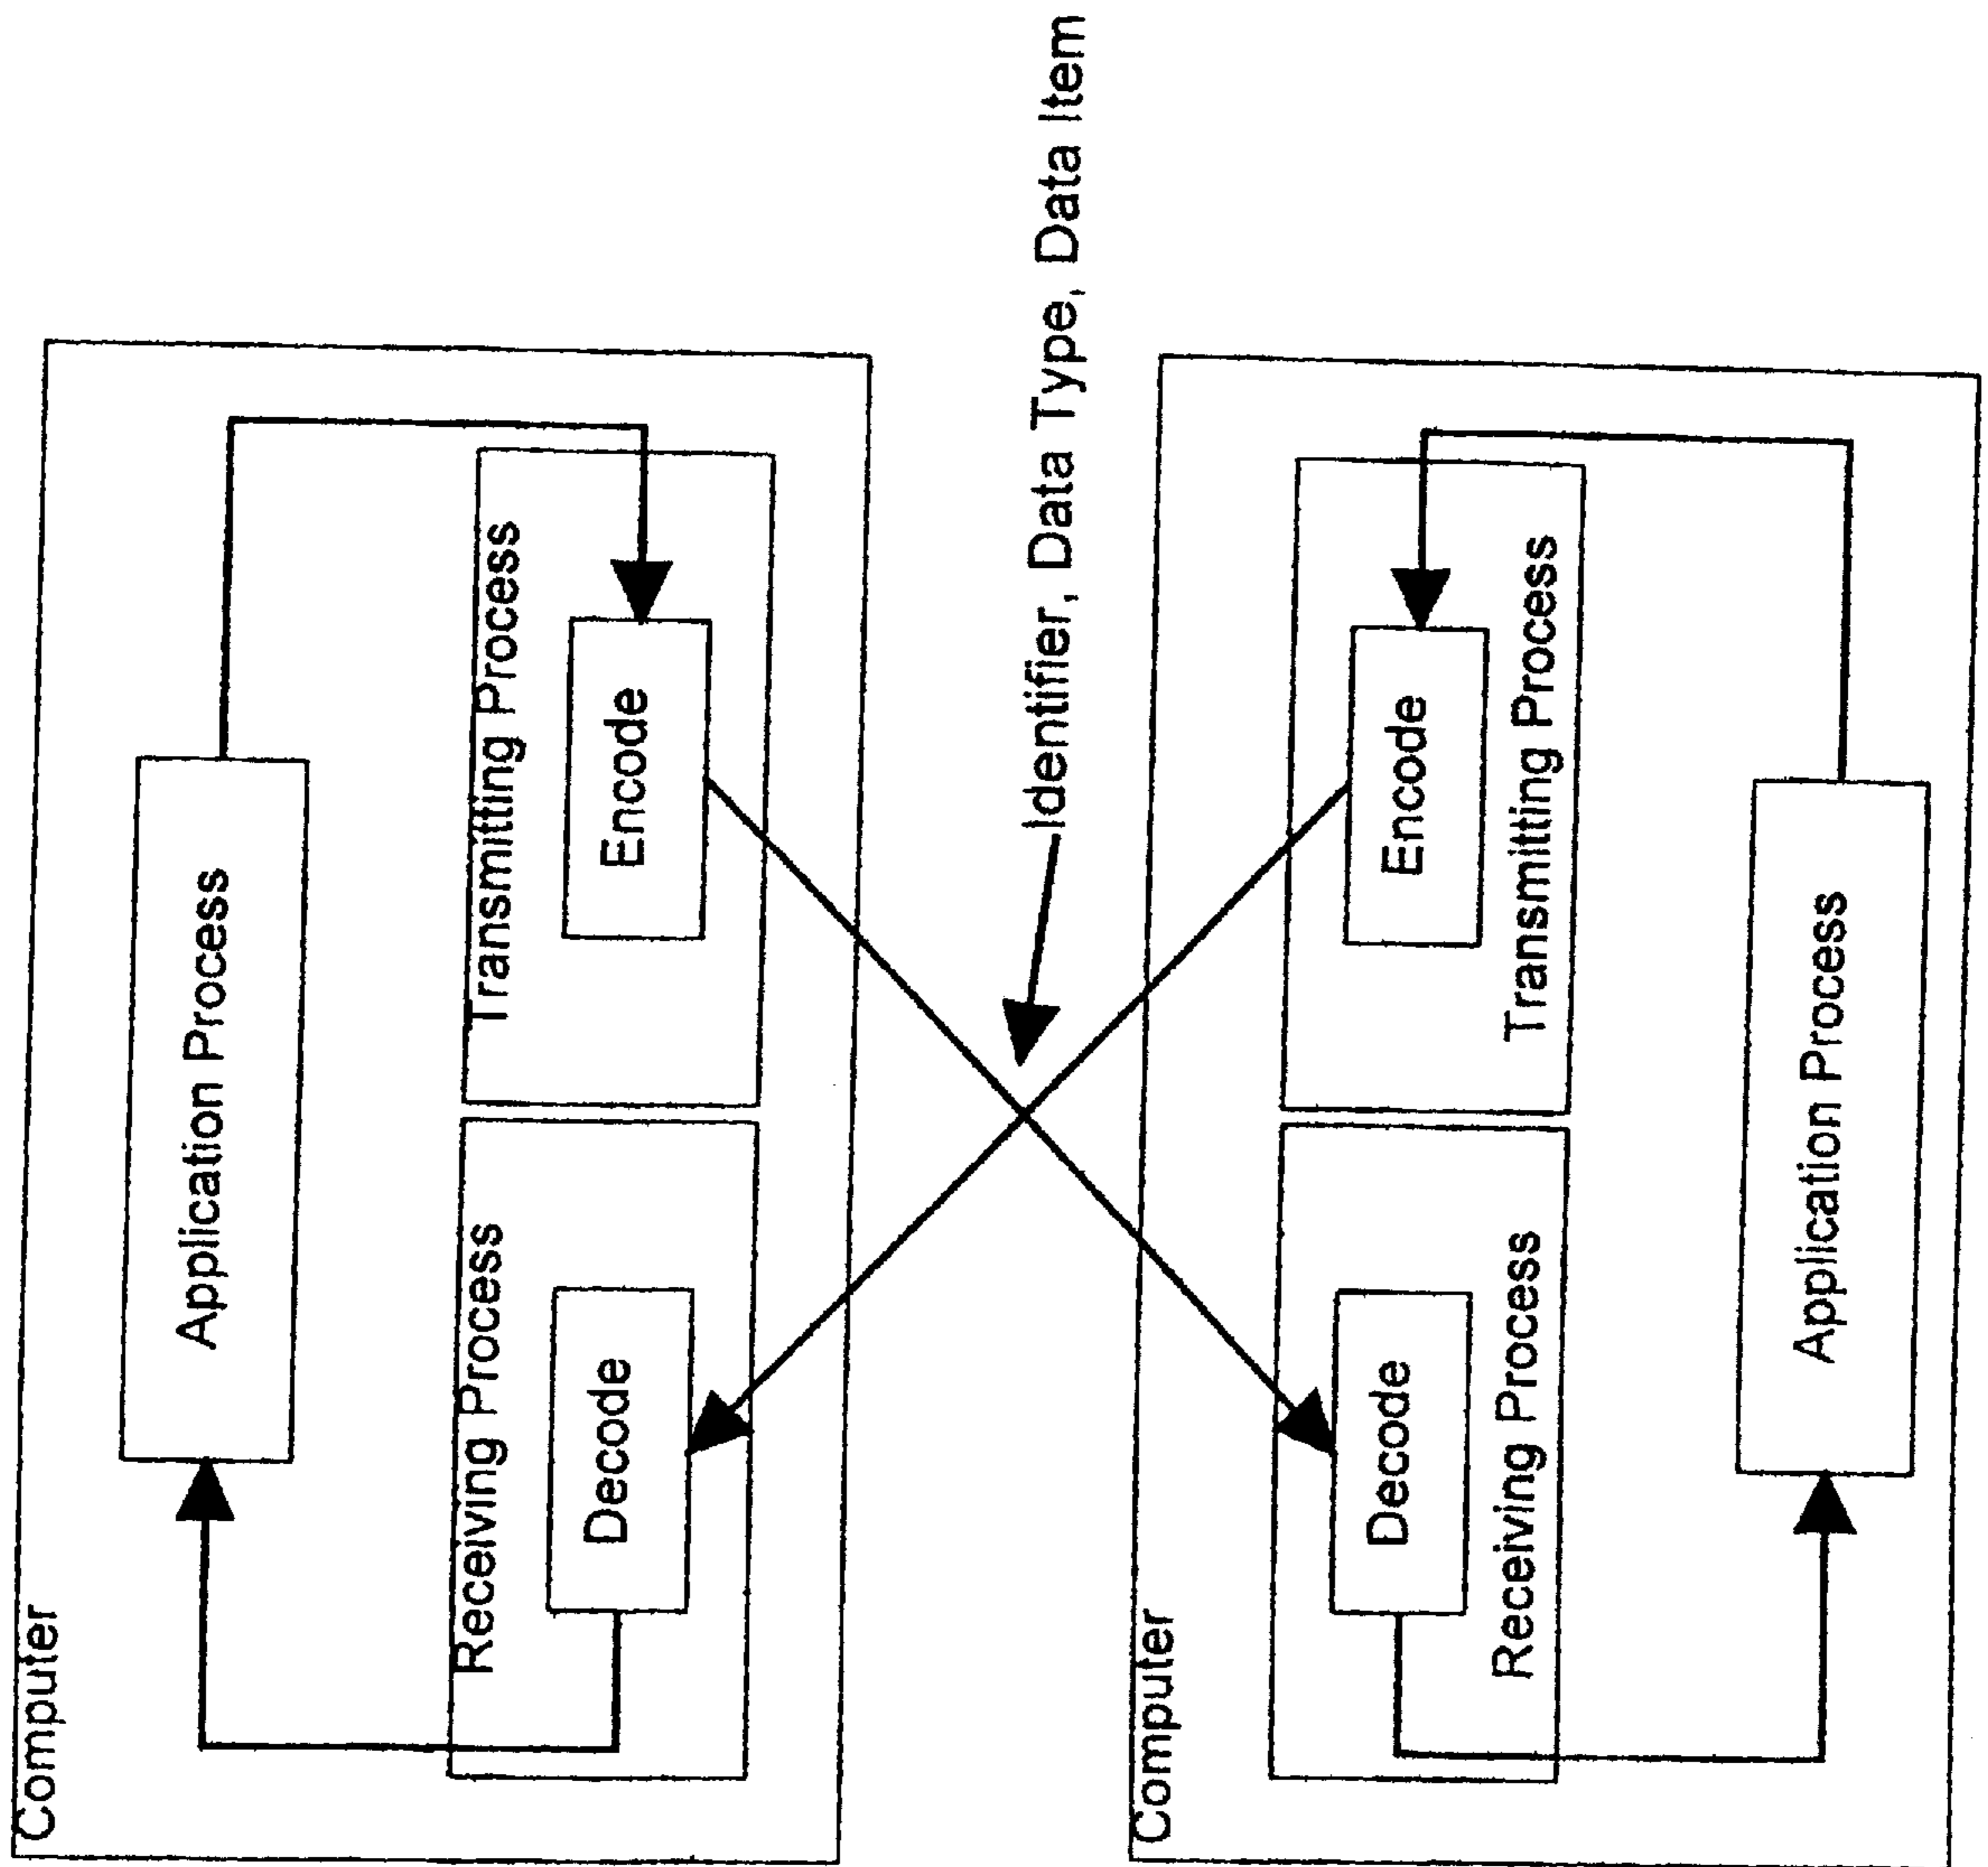 Computer
Application Process
Receiving Process
Transmitting Process
Decode
Encode
Identifier, Data Type, Data Item
Computer
Decode
Encode
Receiving Process
Transmitting Process
Application Process